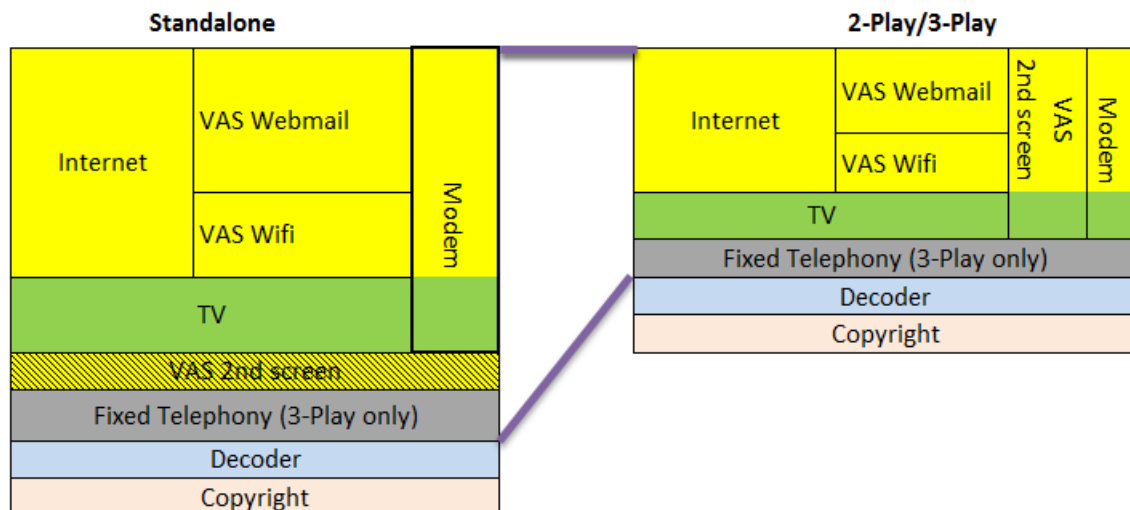 Standalone
Internet
VAS Webmail
VAS Wifi
Modem
TV
VAS 2nd screen
Fixed Telephony (3-Play only)
Decoder
Copyright
2-Play/3-Play
Internet
VAS Webmail
VAS Wifi
VAS
2nd screen
Modem
TV
Fixed Telephony (3-Play only)
Decoder
Copyright